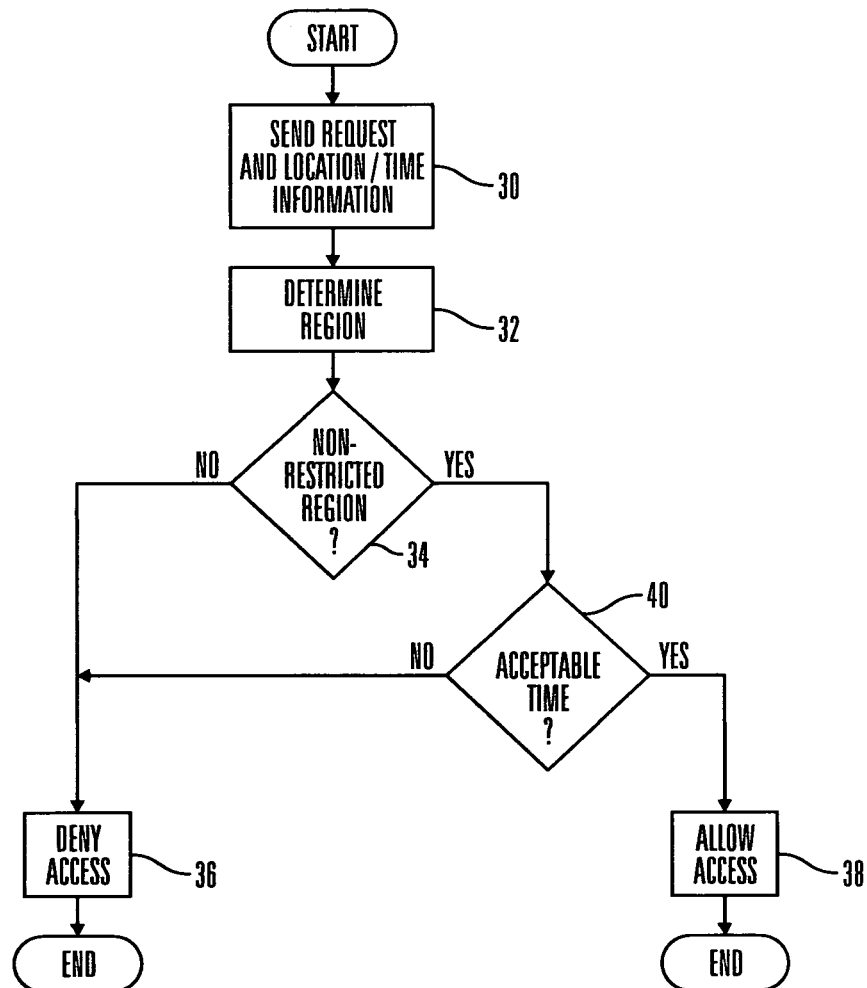 START
SEND REQUEST
AND LOCATION / TIME
INFORMATION
30
DETERMINE
REGION
32
NON-
RESTRICTED
REGION
?
NO
YES
34
40
ACCEPTABLE
TIME
?
NO
YES
DENY
ACCESS
36
ALLOW
ACCESS
38
END
END